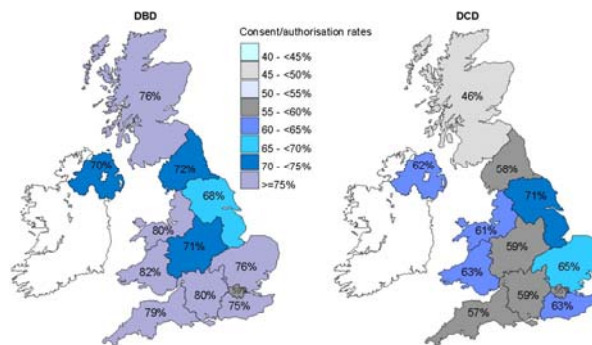 DBD
Consent/authorisation rates
DCD
40 - <45%
45 - <50%
50 - <55%
55 - <60%
60 - <65%
65 - <70%
70 - <75%
>=75%
76%
70%
72%
68%
80%
71%
76%
82%
80%
75%
79%
46%
62%
58%
71%
61%
59%
65%
63%
59%
63%
57%